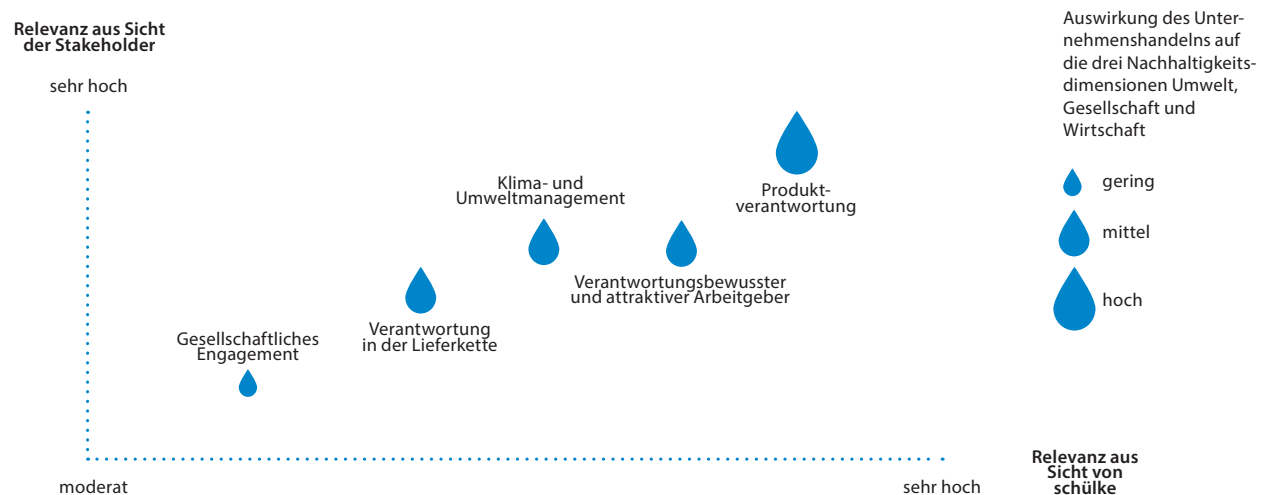 Relevanz aus Sicht
der Stakeholder
sehr hoch
Auswirkung des Unter-
nehmenshandelns auf
die drei Nachhaltigkeits-
dimensionen Umwelt,
Gesellschaft und
Wirtschaft
gering
mittel
hoch
Produkt-
verantwortung
Klima- und
Umweltmanagement
Verantwortungsbewusster
und attraktiver Arbeitgeber
Verantwortung
in der Lieferkette
Gesellschaftliches
Engagement
moderat
sehr hoch
Relevanz aus
Sicht von
schülke